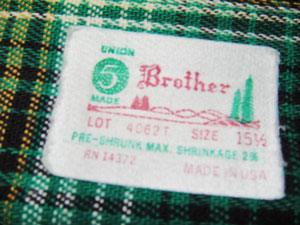 UNION
5 Brother
MADE
LOT 4062T SIZE 15½
PRE-SHRUNK MAX. SHRINKAGE 2%
RN 14372 MADE IN USA